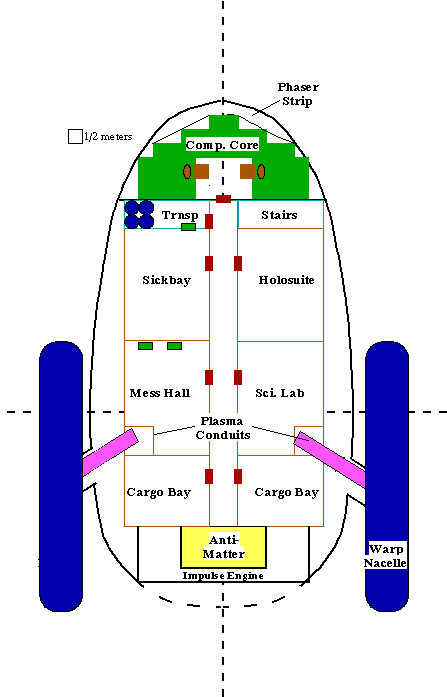 Phaser
Strip
1/2 meters
Comp. Core
Trnsp
Stairs
Sickbay
Holosuite
Mess Hall
Sci. Lab
Plasma
Conduits
Cargo Bay
Cargo Bay
Anti-
Matter
Warp
Nacelle
Impulse Engine